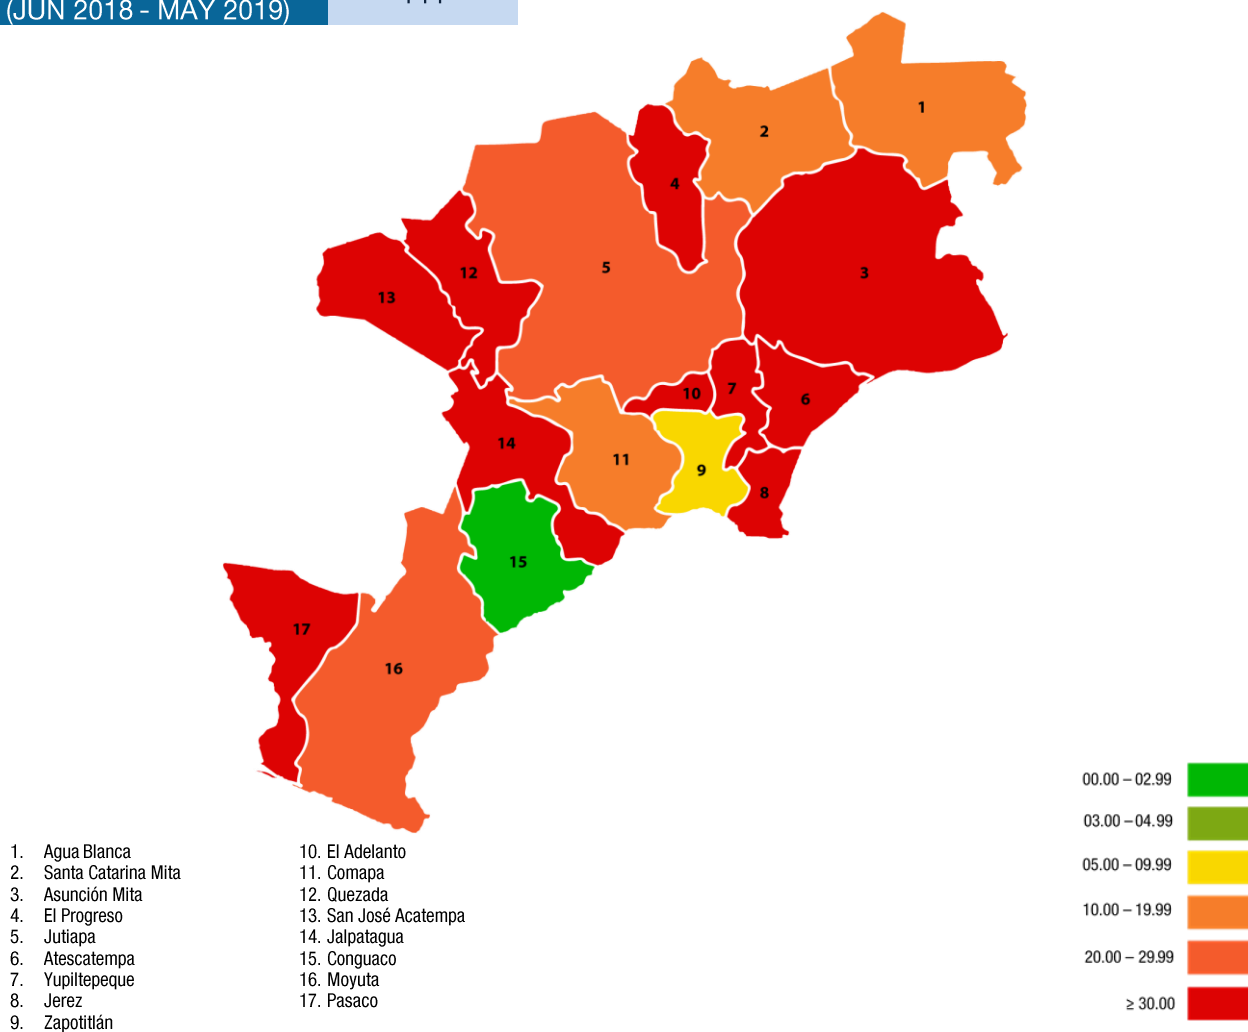 (JUN 2018 - MAY 2019)
1
2
4
3
5
12
13
10
7
6
14
11
9
8
15
17
16
00.00 – 02.99
03.00 – 04.99
05.00 – 09.99
10.00 – 19.99
20.00 – 29.99
≥ 30.00
1. Agua Blanca
2. Santa Catarina Mita
3. Asunción Mita
4. El Progreso
5. Jutiapa
6. Atescatempa
7. Yupiltepeque
8. Jerez
9. Zapotitlán
10. El Adelanto
11. Comapa
12. Quezada
13. San José Acatempa
14. Jalpatagua
15. Conguaco
16. Moyuta
17. Pasaco